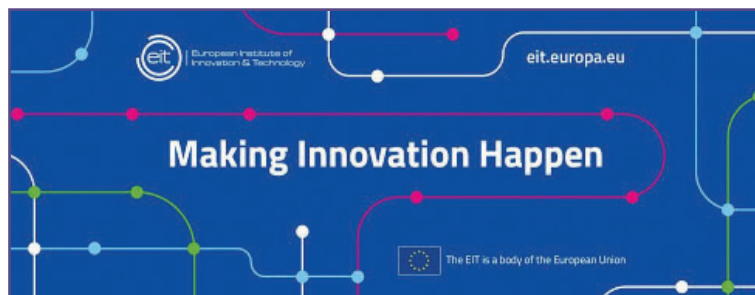 eit
European Institute of
Innovation & Technology
eit.europa.eu
Making Innovation Happen
The EIT is a body of the European Union